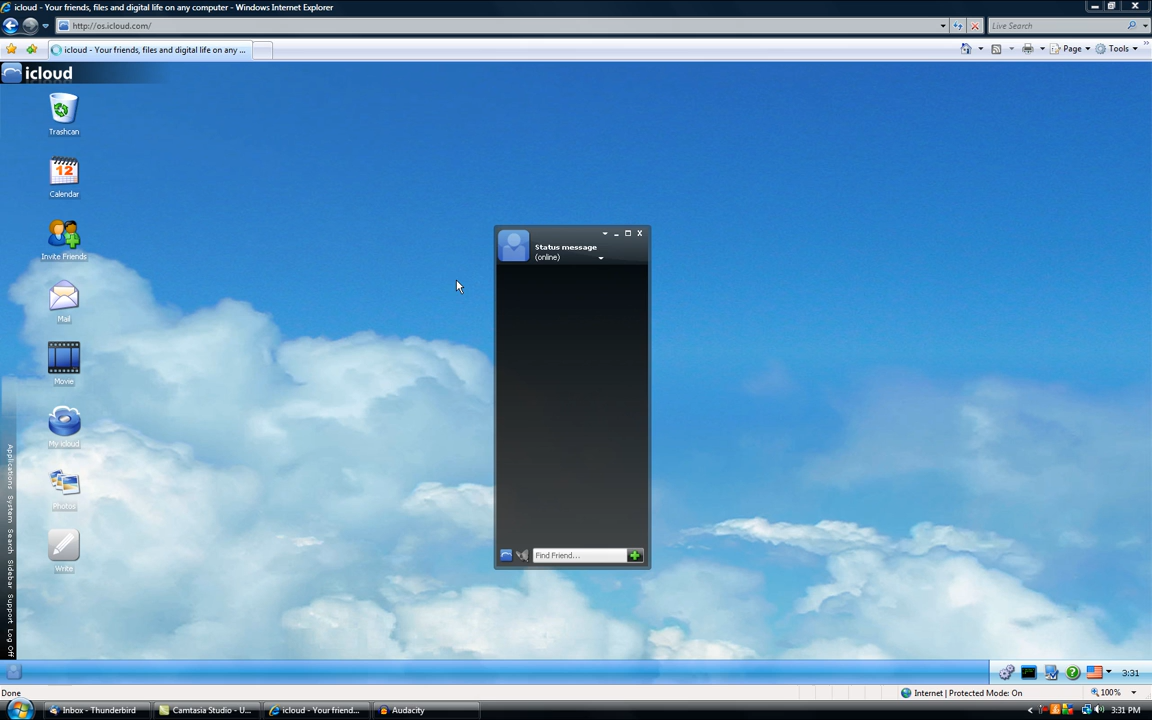 icloud - Your friends, files and digital life on any computer - Windows Internet Explorer
http://os.icloud.com/
Live Search
icloud - Your friends, files and digital life on any ...
Page
Tools
icloud
Trashcan
12
Calendar
Invite Friends
Mail
Movie
My icloud
Photos
Write
Applications
System
Search
Sidebar
Support
Log Off
Status message
(online)
Find Friend...
3:31
Done
Internet | Protected Mode: On
100%
Inbox - Thunderbird
Camtasia Studio - U...
icloud - Your friend...
Audacity
3:31 PM